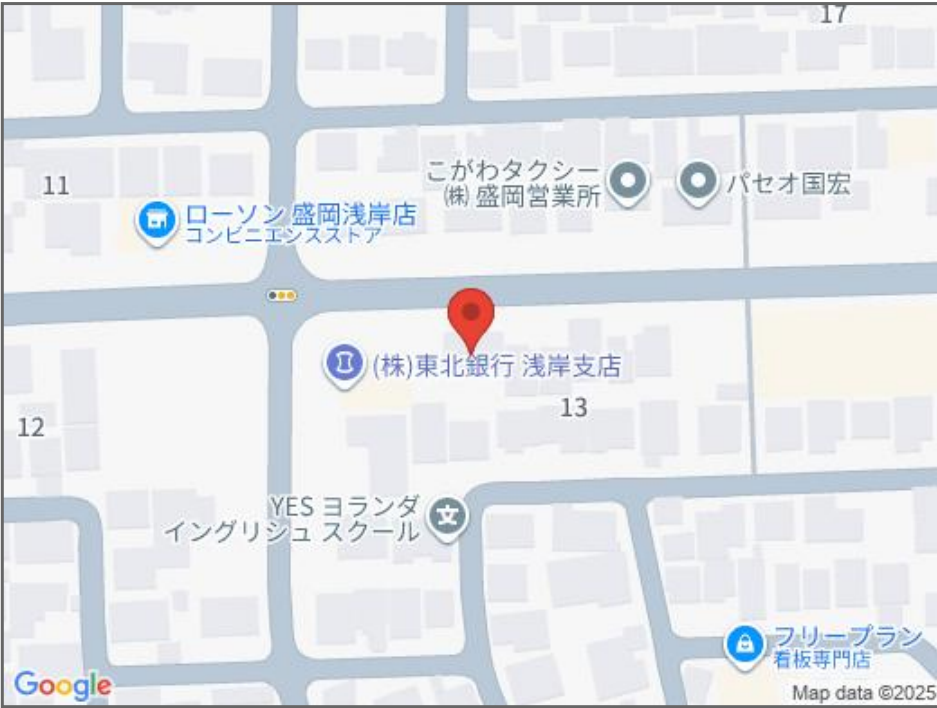 17
こがわタクシー
㈱ 盛岡営業所
パセオ国宏
11
ローソン 盛岡浅岸店
コンビニエンスストア
(株)東北銀行 浅岸支店
13
12
YES ヨランダ
イングリシュ スクール
文
フリープラン
看板専門店
Google
Map data ©2025